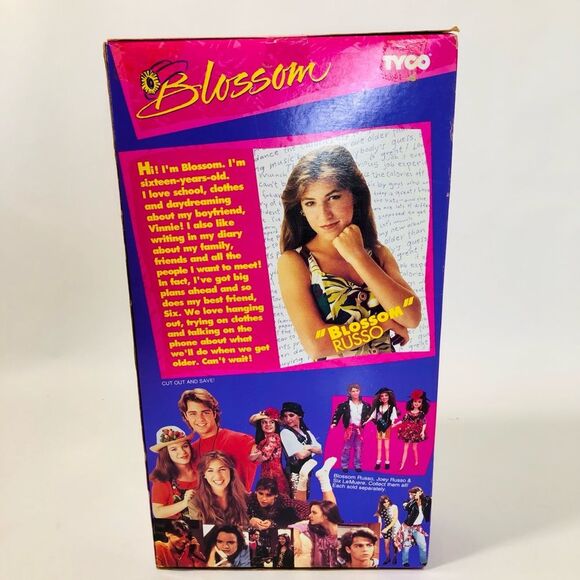 Blossom
TYCO
Hi! I'm Blossom. I'm
sixteen-years-old.
I love school, clothes
and daydreaming
about my boyfriend,
Vinnie! I also like
writing in my diary
about my family,
friends and all the
people I want to meet!
In fact, I've got big
plans ahead and so
does my best friend,
Six. We love hanging
out, trying on clothes
and talking on the
phone about what
we'll do when we get
older. Can't wait!
"BLOSSOM"
RUSSO
CUT OUT AND SAVE!
Blossom Russo, Joey Russo &
Six LeMuere. Collect them all!
Each sold separately.